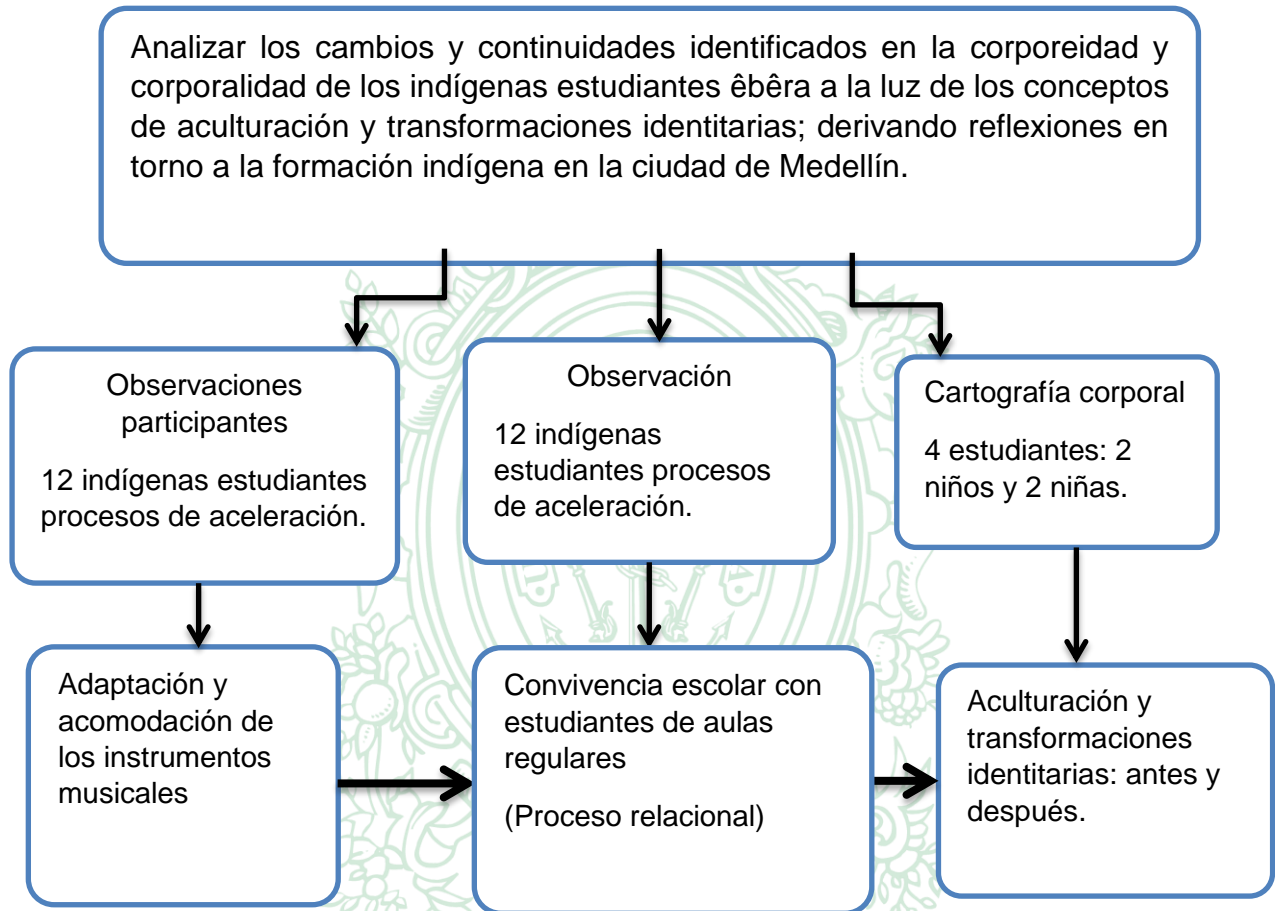 Analizar los cambios y continuidades identificados en la corporeidad y
corporalidad de los indígenas estudiantes êbêra a la luz de los conceptos
de aculturación y transformaciones identitarias; derivando reflexiones en
torno a la formación indígena en la ciudad de Medellín.
Observaciones
participantes
12 indígenas estudiantes
procesos de aceleración.
Observación
12 indígenas
estudiantes procesos
de aceleración.
Cartografía corporal
4 estudiantes: 2
niños y 2 niñas.
Adaptación y
acomodación de
los instrumentos
musicales
Convivencia escolar con
estudiantes de aulas
regulares
(Proceso relacional)
Aculturación y
transformaciones
identitarias: antes y
después.